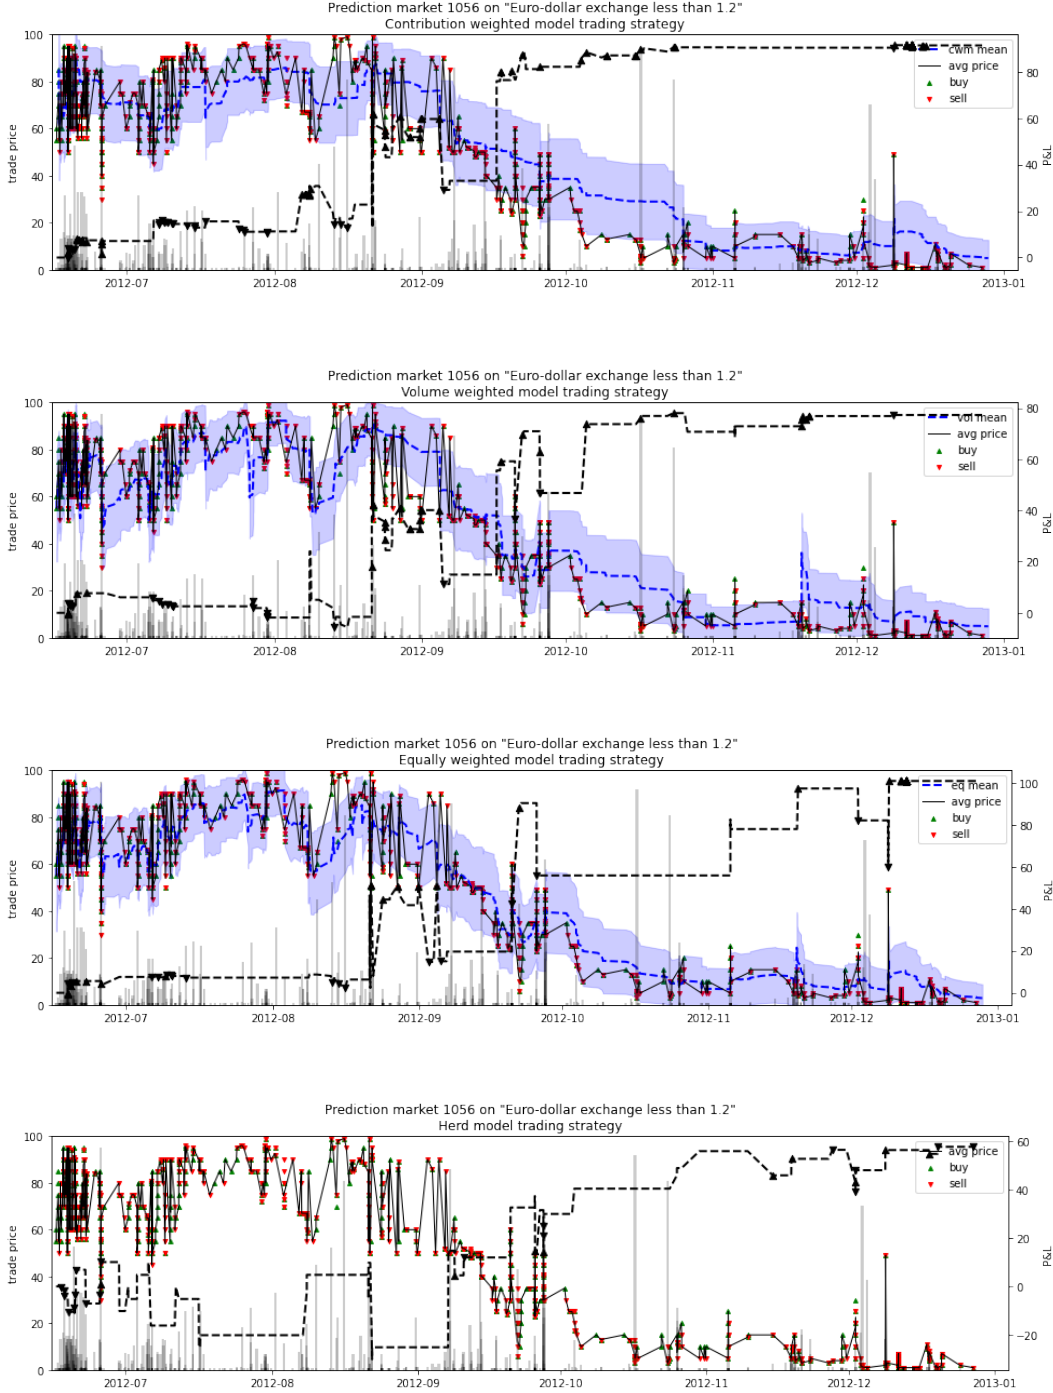 Prediction market 1056 on "Euro-dollar exchange less than 1.2"
Contribution weighted model trading strategy
100
80
60
40
20
0
trade price
80
60
40
20
0
P&L
cwm mean
avg price
buy
sell
2012-07
2012-08
2012-09
2012-10
2012-11
2012-12
2013-01
Prediction market 1056 on "Euro-dollar exchange less than 1.2"
Volume weighted model trading strategy
100
80
60
40
20
0
trade price
80
60
40
20
0
P&L
vol mean
avg price
buy
sell
2012-07
2012-08
2012-09
2012-10
2012-11
2012-12
2013-01
Prediction market 1056 on "Euro-dollar exchange less than 1.2"
Equally weighted model trading strategy
100
80
60
40
20
0
trade price
100
80
60
40
20
0
P&L
eq mean
avg price
buy
sell
2012-07
2012-08
2012-09
2012-10
2012-11
2012-12
2013-01
Prediction market 1056 on "Euro-dollar exchange less than 1.2"
Herd model trading strategy
100
80
60
40
20
0
trade price
60
40
20
0
−20
P&L
avg price
buy
sell
2012-07
2012-08
2012-09
2012-10
2012-11
2012-12
2013-01